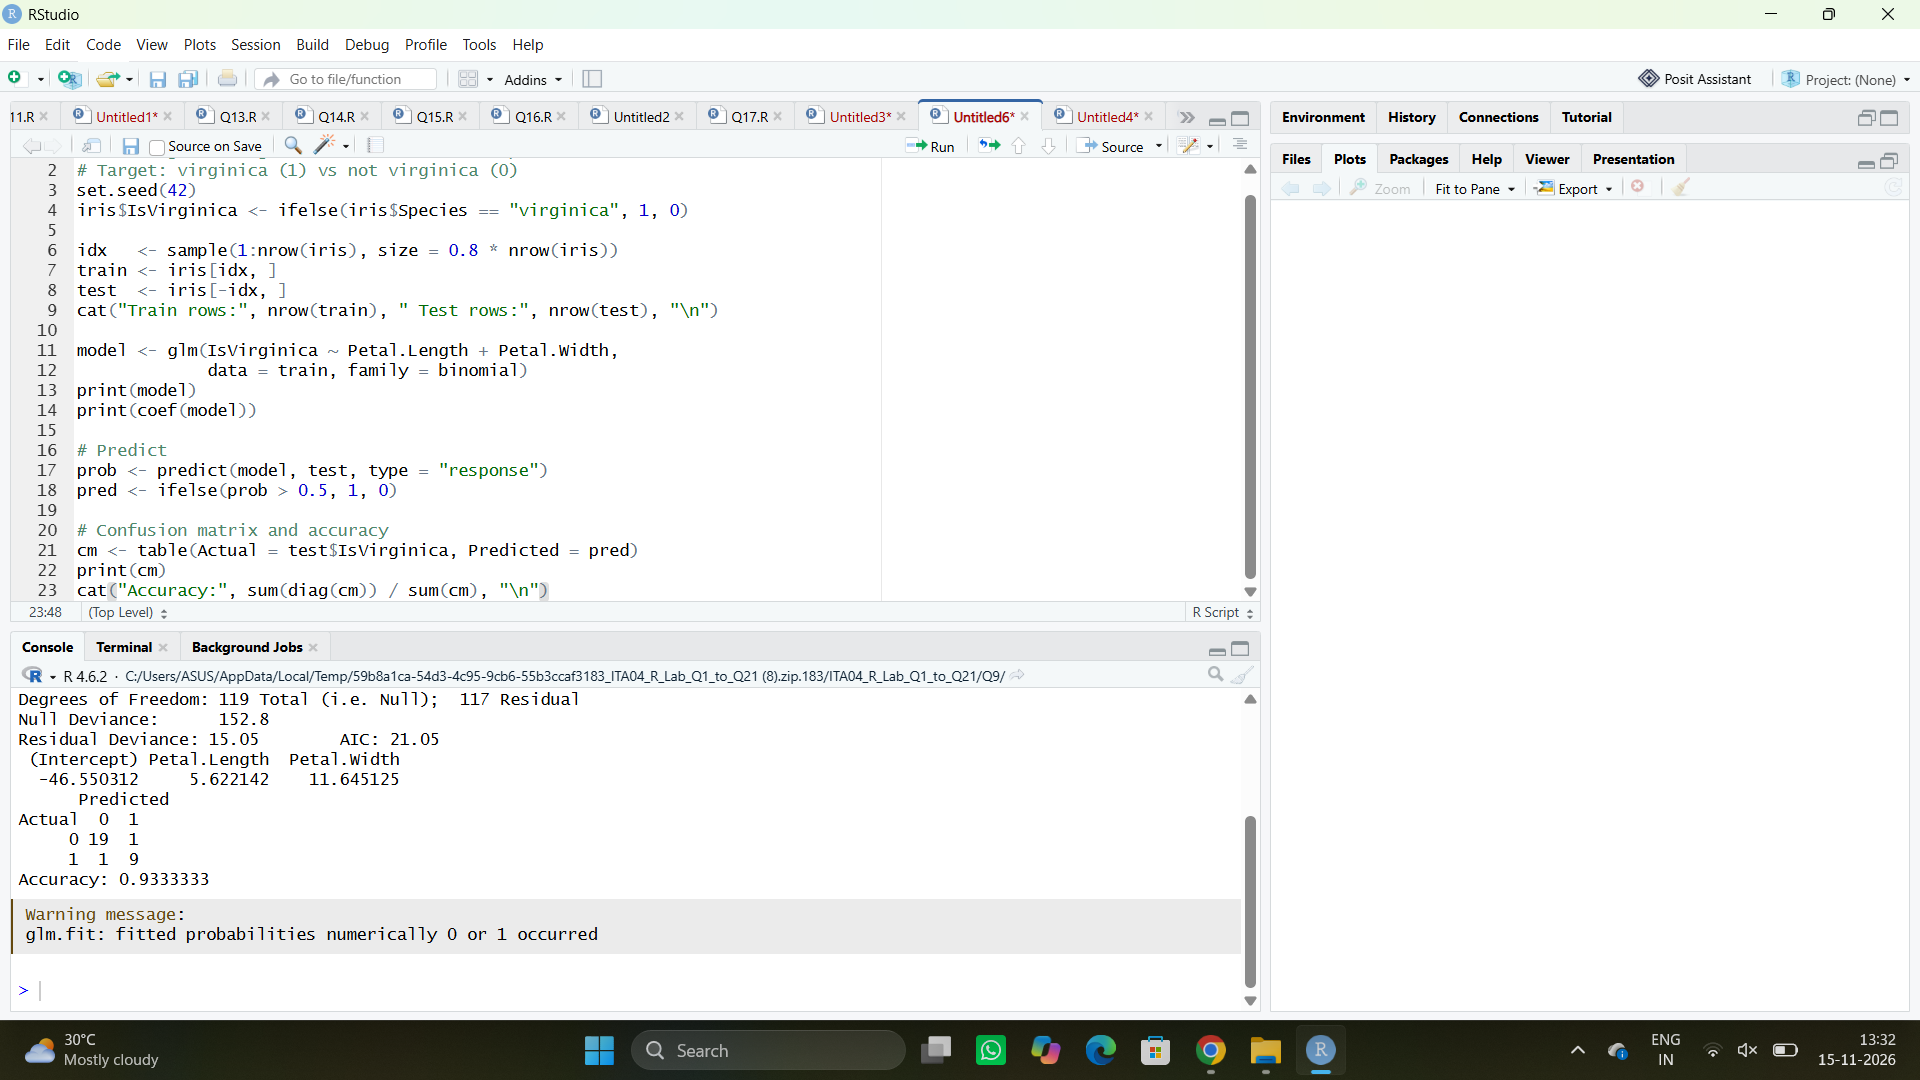 RStudio
File Edit Code View Plots Session Build Debug Profile Tools Help
Go to file/function Addins Posit Assistant Project: (None)
11.R Untitled1* Q13.R Q14.R Q15.R Q16.R Untitled2 Q17.R Untitled3* Untitled6* Untitled4*
Source on Save Run Source
2 # Target: virginica (1) vs not virginica (0)
3 set.seed(42)
4 iris$IsVirginica <- ifelse(iris$Species == "virginica", 1, 0)
5
6 idx   <- sample(1:nrow(iris), size = 0.8 * nrow(iris))
7 train <- iris[idx, ]
8 test  <- iris[-idx, ]
9 cat("Train rows:", nrow(train), " Test rows:", nrow(test), "\n")
10
11 model <- glm(IsVirginica ~ Petal.Length + Petal.Width,
12              data = train, family = binomial)
13 print(model)
14 print(coef(model))
15
16 # Predict
17 prob <- predict(model, test, type = "response")
18 pred <- ifelse(prob > 0.5, 1, 0)
19
20 # Confusion matrix and accuracy
21 cm <- table(Actual = test$IsVirginica, Predicted = pred)
22 print(cm)
23 cat("Accuracy:", sum(diag(cm)) / sum(cm), "\n")
23:48 (Top Level) R Script
Console Terminal Background Jobs
R 4.6.2 · C:/Users/ASUS/AppData/Local/Temp/59b8a1ca-54d3-4c95-9cb6-55b3ccaf3183_ITA04_R_Lab_Q1_to_Q21 (8).zip.183/ITA04_R_Lab_Q1_to_Q21/Q9/
Degrees of Freedom: 119 Total (i.e. Null);  117 Residual
Null Deviance:      152.8
Residual Deviance: 15.05        AIC: 21.05
(Intercept) Petal.Length  Petal.Width
-46.550312     5.622142    11.645125
Predicted
Actual  0  1
0 19  1
1  1  9
Accuracy: 0.9333333
Warning message:
glm.fit: fitted probabilities numerically 0 or 1 occurred
>
Environment History Connections Tutorial
Files Plots Packages Help Viewer Presentation
Zoom Fit to Pane Export
30°C
Mostly cloudy
Search
ENG
IN
13:32
15-11-2026